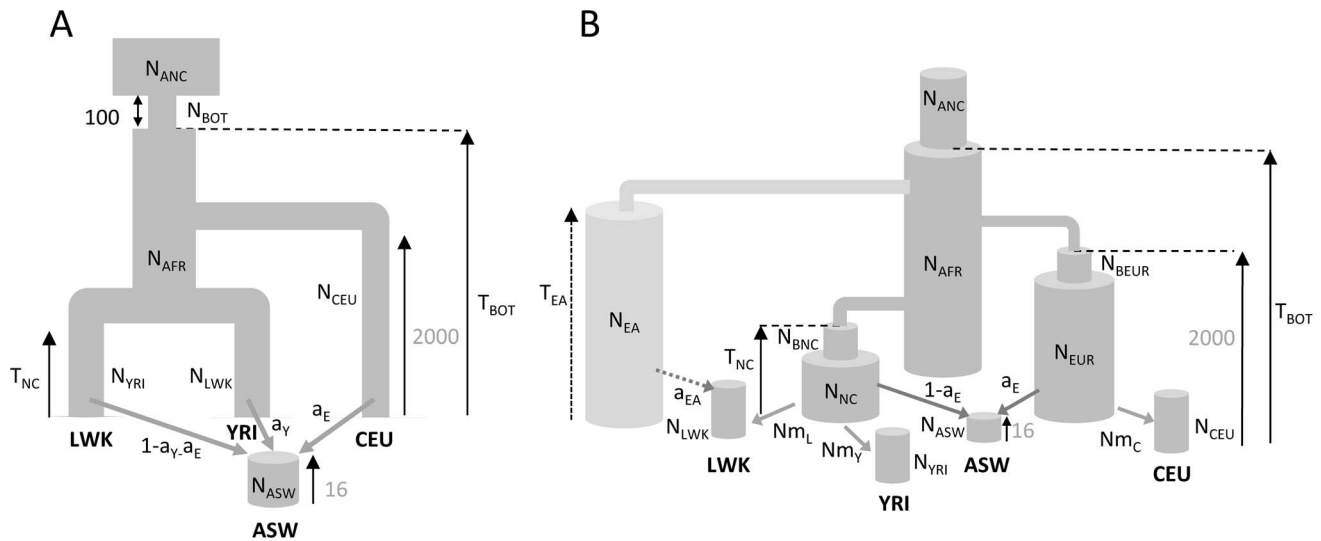 A
N_ANC
100
N_BOT
N_AFR
N_CEU
T_BOT
2000
T_NC
N_YRI
N_LWK
a_E
a_Y
LWK
YRI
CEU
1-a_Y-a_E
N_ASW
16
ASW
B
N_ANC
N_AFR
N_BEUR
T_BOT
T_EA
N_EA
2000
N_BNC
T_NC
N_EUR
N_NC
1-a_E
a_E
a_EA
N_LWK
N_ASW
16
N_CEU
Nm_L
Nm_C
LWK
Nm_Y
N_YRI
ASW
CEU
YRI